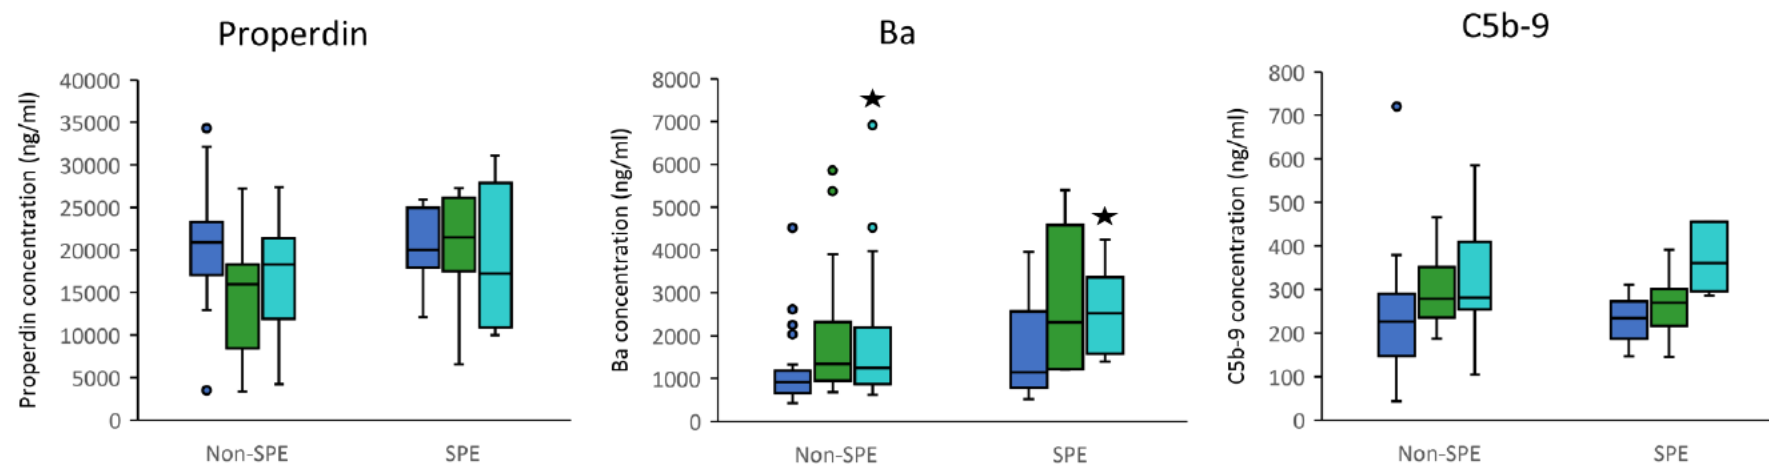 Properdin
Properdin concentration (ng/ml)
40000
35000
30000
25000
20000
15000
10000
5000
0
Non-SPE
SPE
Ba
Ba concentration (ng/ml)
8000
7000
6000
5000
4000
3000
2000
1000
0
Non-SPE
SPE
C5b-9
C5b-9 concentration (ng/ml)
800
700
600
500
400
300
200
100
0
Non-SPE
SPE